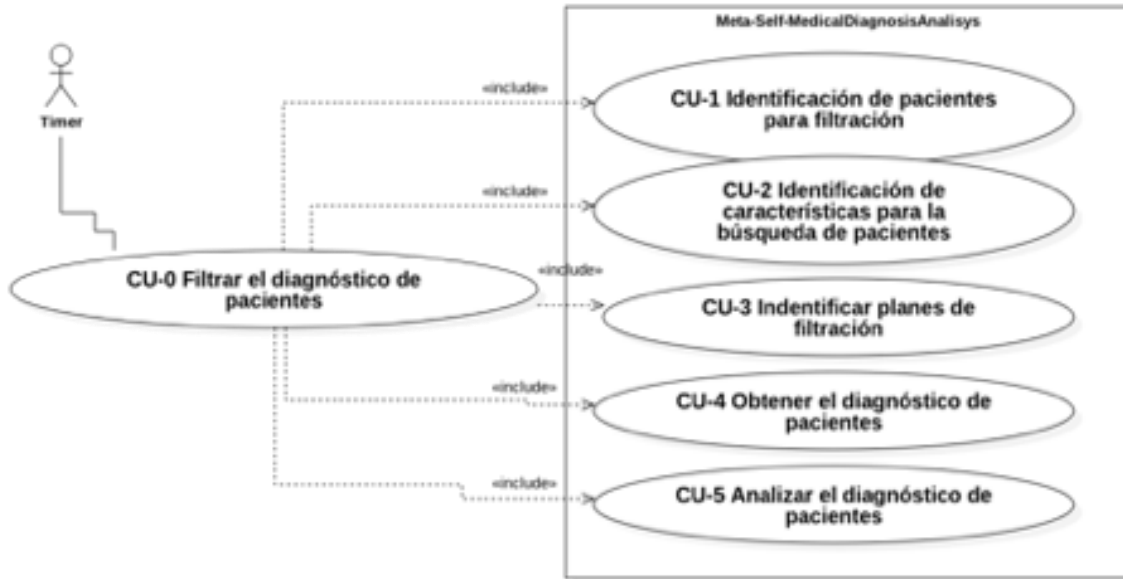 Meta-Self-MedicalDiagnosisAnalisys
Timer
«include»
CU-1 Identificación de pacientes
para filtración
«include»
CU-2 Identificación de
características para la
búsqueda de pacientes
CU-0 Filtrar el diagnóstico de
pacientes
«include»
CU-3 Indentificar planes de
filtración
«include»
CU-4 Obtener el diagnóstico de
pacientes
«include»
CU-5 Analizar el diagnóstico de
pacientes